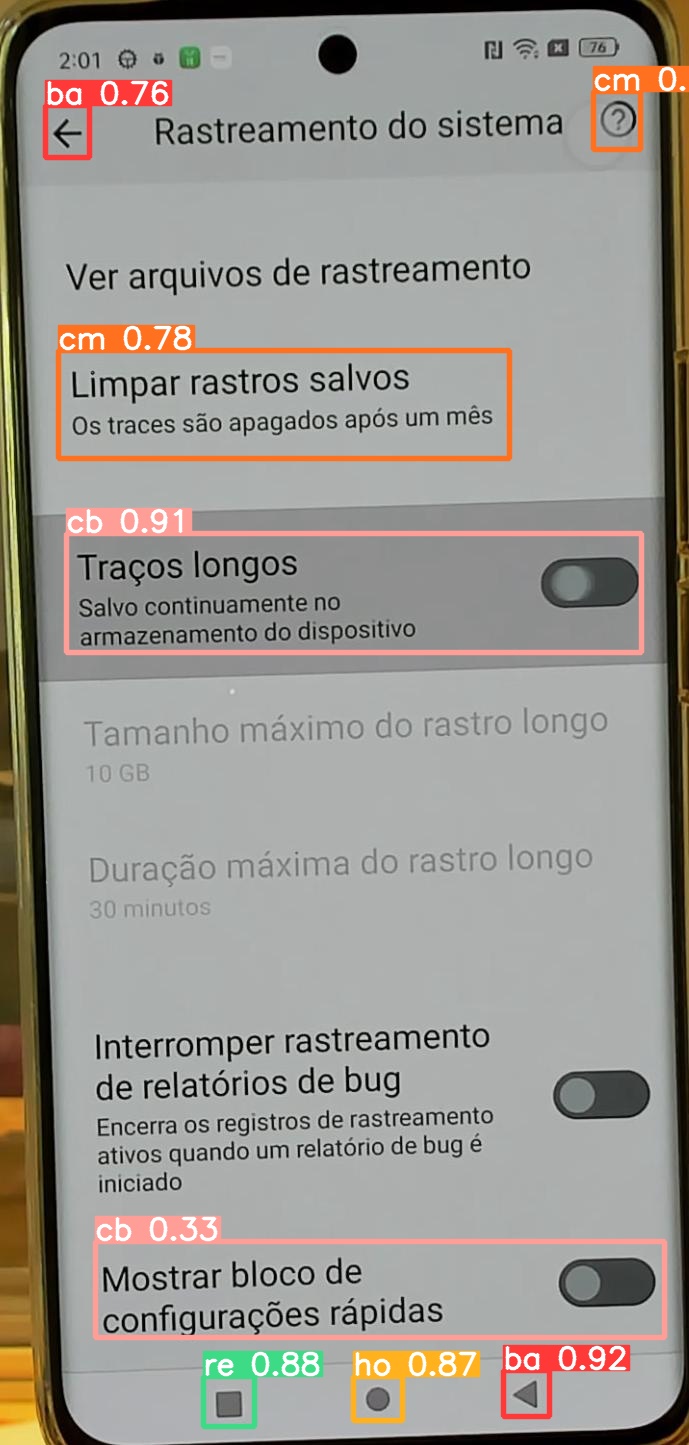 2:01
76
ba 0.76
cm 0.
Rastreamento do sistema
?
Ver arquivos de rastreamento
cm 0.78
Limpar rastros salvos
Os traces são apagados após um mês
cb 0.91
Traços longos
Salvo continuamente no
armazenamento do dispositivo
Tamanho máximo do rastro longo
10 GB
Duração máxima do rastro longo
30 minutos
Interromper rastreamento
de relatórios de bug
Encerra os registros de rastreamento
ativos quando um relatório de bug é
iniciado
cb 0.33
Mostrar bloco de
configurações rápidas
re 0.88
ho 0.87
ba 0.92